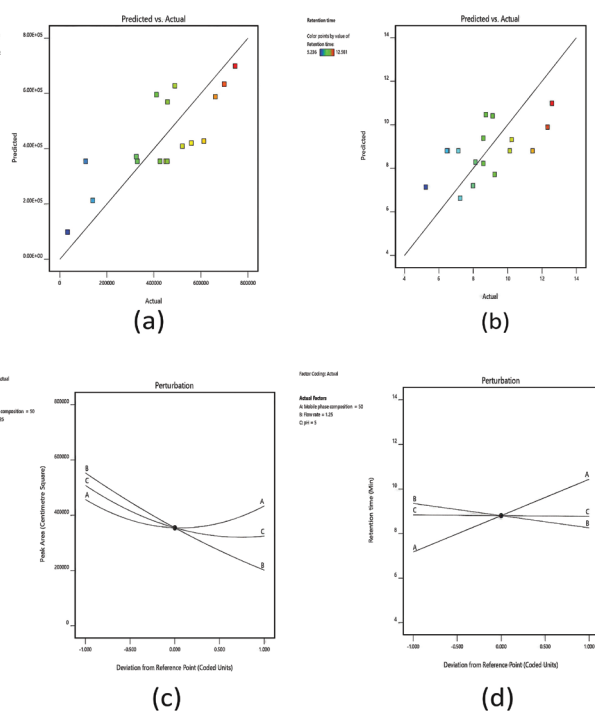 Predicted vs. Actual
8.00E+05
6.00E+05
4.00E+05
2.00E+05
0.00E+00
Predicted
0
200000
400000
600000
800000
Actual
(a)
Retention time
Color points by value of
Retention time:
5.236
12.581
Predicted vs. Actual
14
12
10
8
6
4
Predicted
4
6
8
10
12
14
Actual
(b)
Perturbation
800000
600000
400000
200000
0
Peak Area (Centimetre Square)
B
C
A
A
C
B
-1.000
-0.500
0.000
0.500
1.000
Deviation from Reference Point (Coded Units)
(c)
composition = 50
Factor Coding: Actual
Actual Factors
A: Mobile phase composition = 50
B: Flow rate = 1.25
C: pH = 5
Perturbation
14
12
10
8
6
4
Retention time (Min)
B
C
A
A
C
B
-1.000
-0.500
0.000
0.500
1.000
Deviation from Reference Point (Coded Units)
(d)